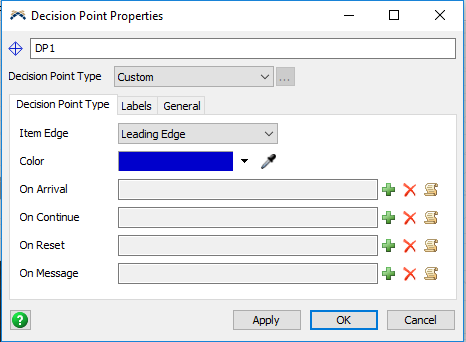 Decision Point Properties
DP1
Decision Point Type Custom ...
Decision Point Type Labels General
Item Edge Leading Edge
Color
On Arrival
On Continue
On Reset
On Message
? Apply OK Cancel